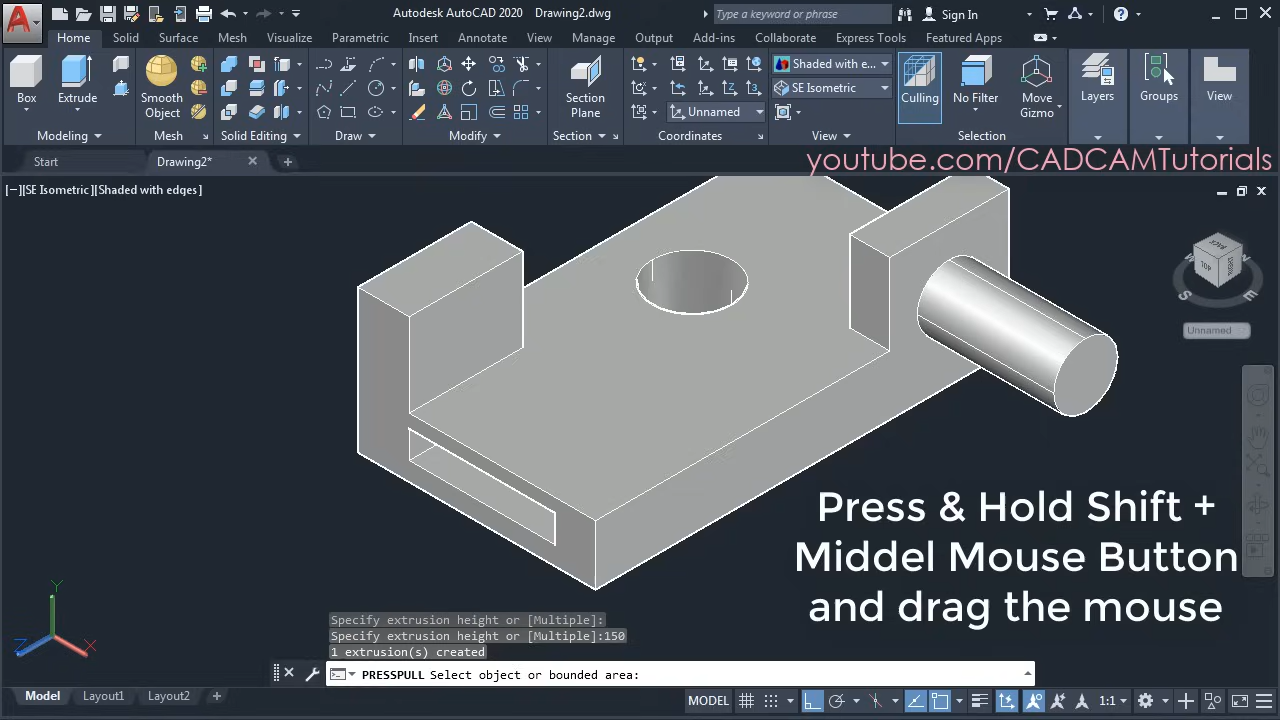 Autodesk AutoCAD 2020 Drawing2.dwg
Type a keyword or phrase
Sign In
Home Solid Surface Mesh Visualize Parametric Insert Annotate View Manage Output Add-ins Collaborate Express Tools Featured Apps
Shaded with e...
SE Isometric
Unnamed
Box Extrude Smooth Object Section Plane Culling No Filter Move Gizmo Layers Groups View
Modeling Mesh Solid Editing Draw Modify Section Coordinates View Selection
Start Drawing2*
youtube.com/CADCAMTutorials
[−][SE Isometric][Shaded with edges]
TOP
S E
Unnamed
Press & Hold Shift +
Middel Mouse Button
and drag the mouse
Y
Z X
Specify extrusion height or [Multiple]:
Specify extrusion height or [Multiple]:150
1 extrusion(s) created
PRESSPULL Select object or bounded area:
Model Layout1 Layout2 +
MODEL 1:1